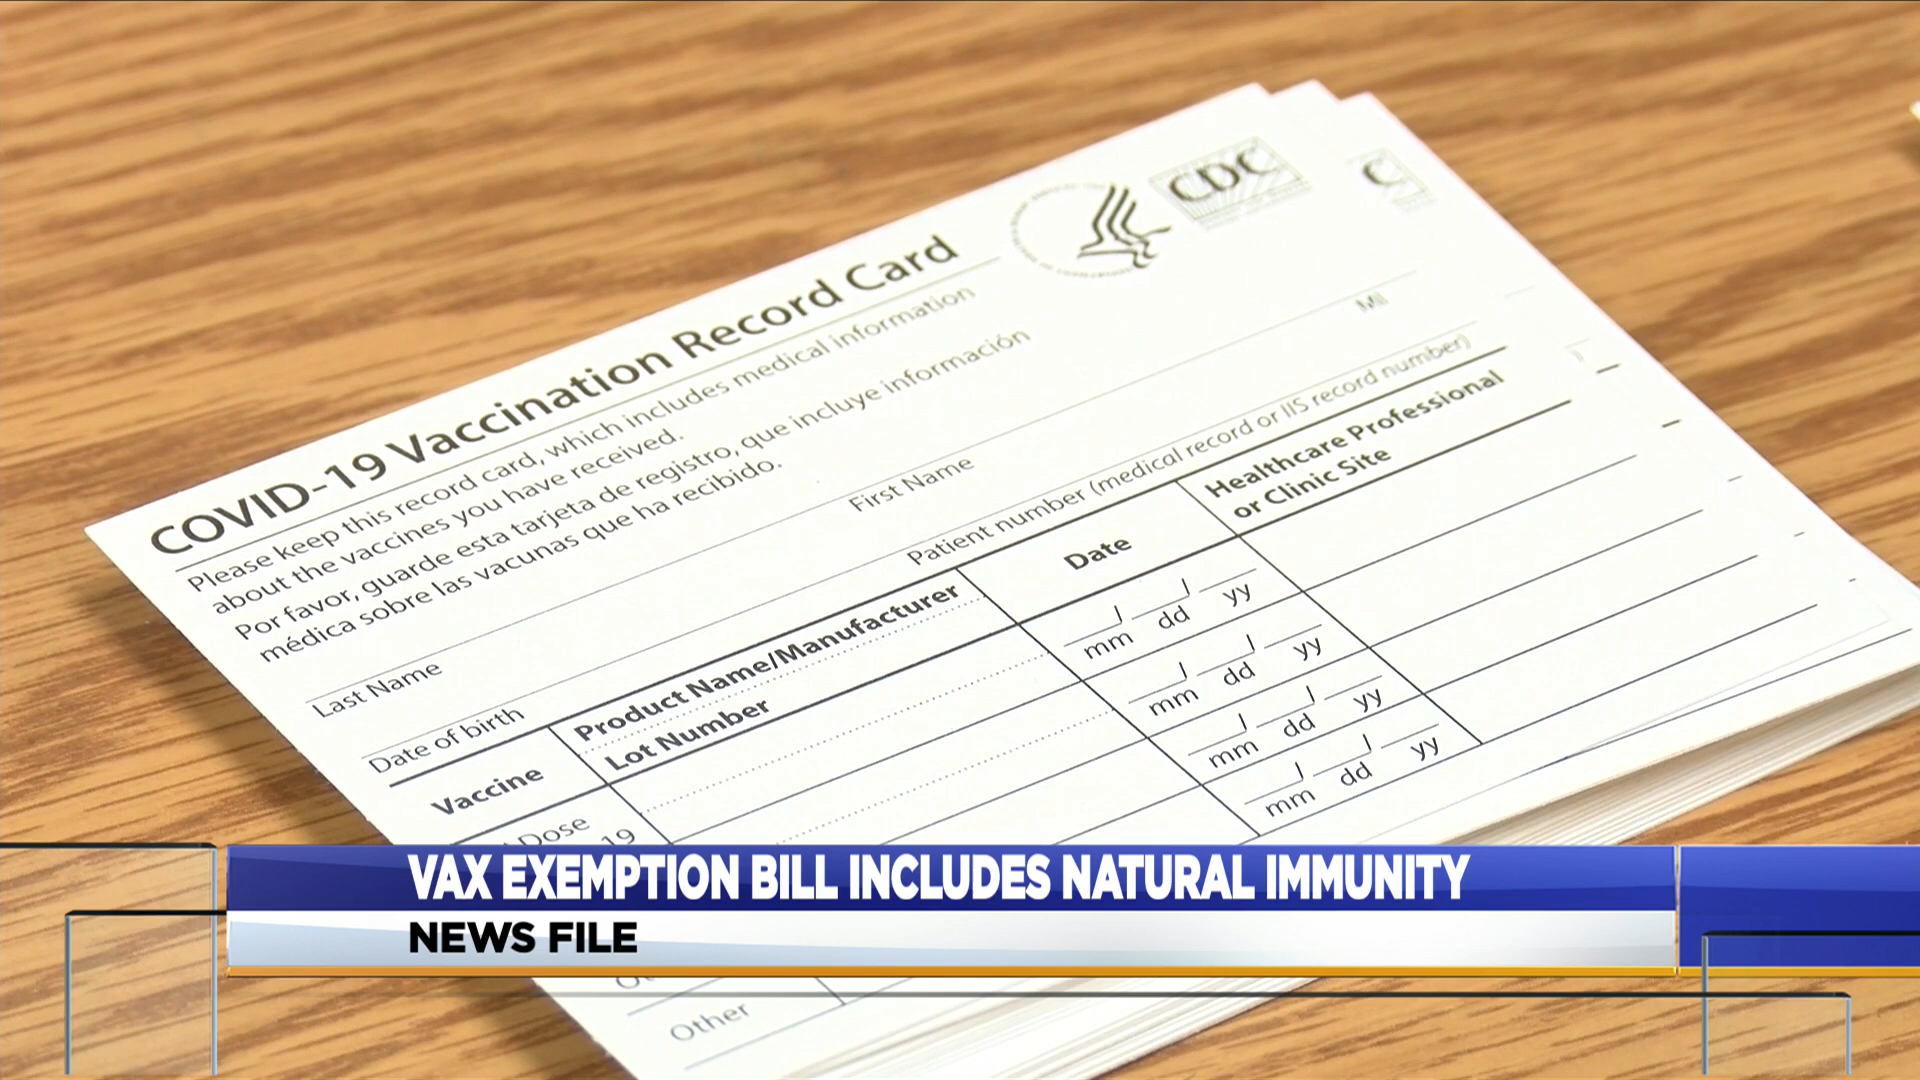 CDC
C
COVID-19 Vaccination Record Card
Please keep this record card, which includes medical information
about the vaccines you have received.
Por favor, guarde esta tarjeta de registro, que incluye información
médica sobre las vacunas que ha recibido.
Last Name
First Name
MI
Date of birth
Patient number (medical record or IIS record number)
Vaccine
Product Name/Manufacturer
Lot Number
Date
Healthcare Professional
or Clinic Site
Dose
19
mm dd yy
mm dd yy
mm dd yy
mm dd yy
Other
VAX EXEMPTION BILL INCLUDES NATURAL IMMUNITY
NEWS FILE